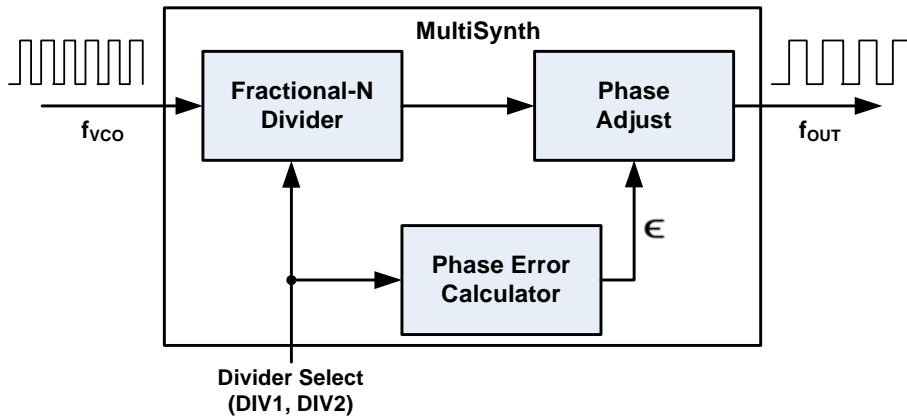 MultiSynth
Fractional-N
Divider
Phase
Adjust
fVCO
fOUT
ϵ
Phase Error
Calculator
Divider Select
(DIV1, DIV2)